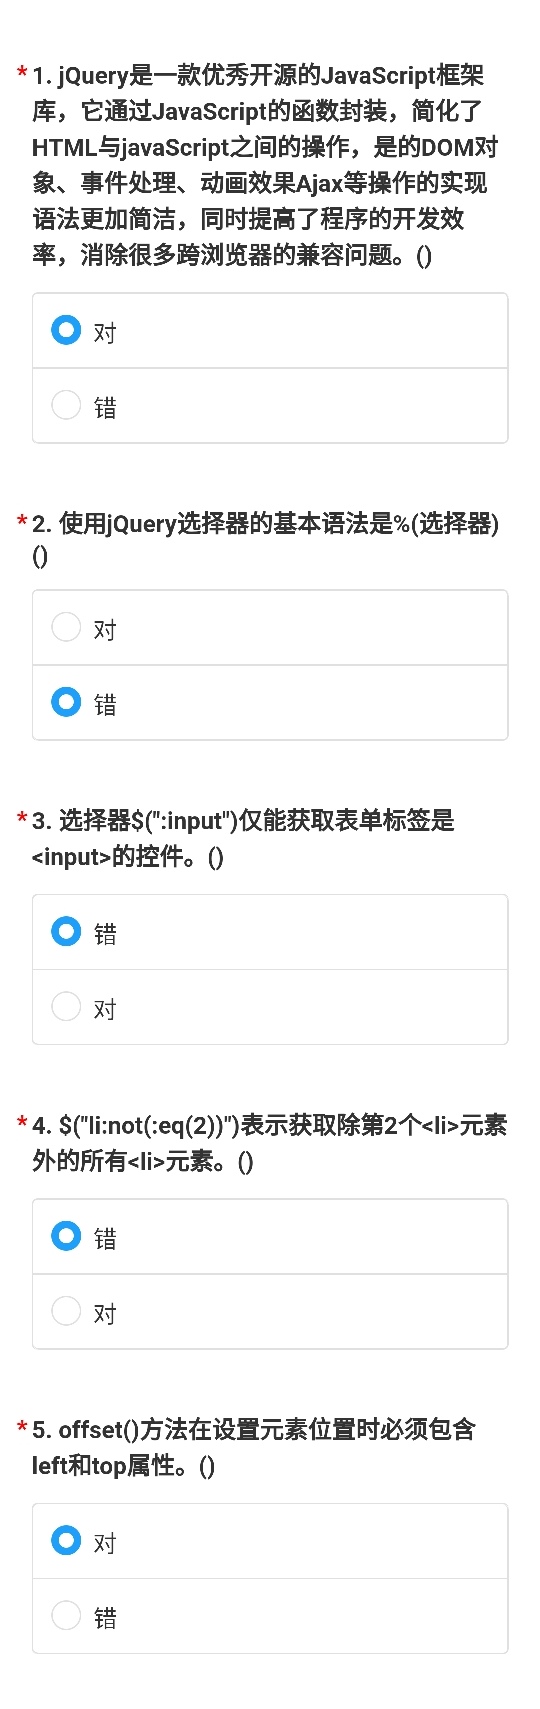 *1. jQuery是一款优秀开源的JavaScript框架
库，它通过JavaScript的函数封装，简化了
HTML与javaScript之间的操作，是的DOM对
象、事件处理、动画效果Ajax等操作的实现
语法更加简洁，同时提高了程序的开发效
率，消除很多跨浏览器的兼容问题。()
对
错
*2. 使用jQuery选择器的基本语法是%(选择器)
()
对
错
*3. 选择器$(":input")仅能获取表单标签是
<input>的控件。()
错
对
*4. $("li:not(:eq(2))")表示获取除第2个<li>元素
外的所有<li>元素。()
错
对
*5. offset()方法在设置元素位置时必须包含
left和top属性。()
对
错